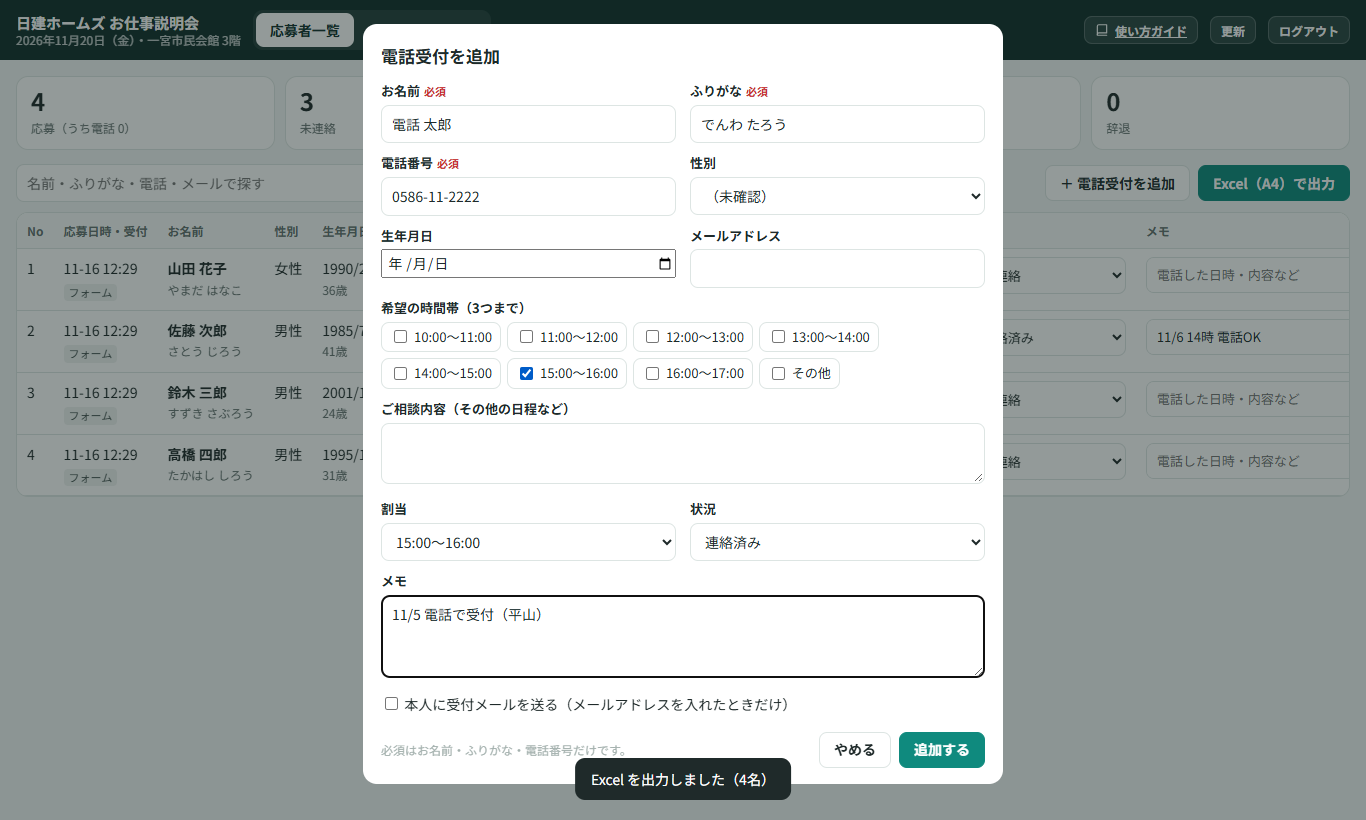 日建ホームズ お仕事説明会
2026年11月20日（金）・一宮市民会館 3階
応募者一覧
使い方ガイド
更新
ログアウト
4
応募（うち電話 0）
3
未連絡
0
辞退
名前・ふりがな・電話・メールで探す
＋ 電話受付を追加
Excel（A4）で出力
No 応募日時・受付 お名前 性別 生年月 メモ
1 11-16 12:29 山田 花子 女性 1990/2 連絡 電話した日時・内容など
フォーム やまだ はなこ 36歳
2 11-16 12:29 佐藤 次郎 男性 1985/7 済み 11/6 14時 電話OK
フォーム さとう じろう 41歳
3 11-16 12:29 鈴木 三郎 男性 2001/1 連絡 電話した日時・内容など
フォーム すずき さぶろう 24歳
4 11-16 12:29 高橋 四郎 男性 1995/1 連絡 電話した日時・内容など
フォーム たかはし しろう 31歳
電話受付を追加
お名前 必須 ふりがな 必須
電話 太郎 でんわ たろう
電話番号 必須 性別
0586-11-2222 （未確認）
生年月日 メールアドレス
年 /月/日
希望の時間帯（3つまで）
10:00〜11:00 11:00〜12:00 12:00〜13:00 13:00〜14:00
14:00〜15:00 15:00〜16:00 16:00〜17:00 その他
ご相談内容（その他の日程など）
割当 状況
15:00〜16:00 連絡済み
メモ
11/5 電話で受付（平山）
本人に受付メールを送る（メールアドレスを入れたときだけ）
必須はお名前・ふりがな・電話番号だけです。
やめる
追加する
Excel を出力しました（4名）